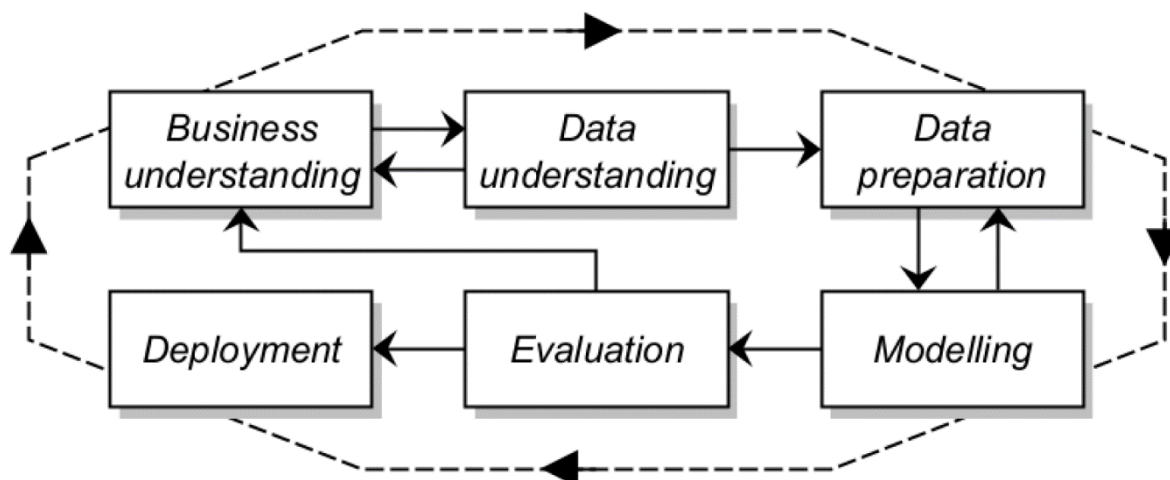 Business
understanding
Data
understanding
Data
preparation
Deployment
Evaluation
Modelling